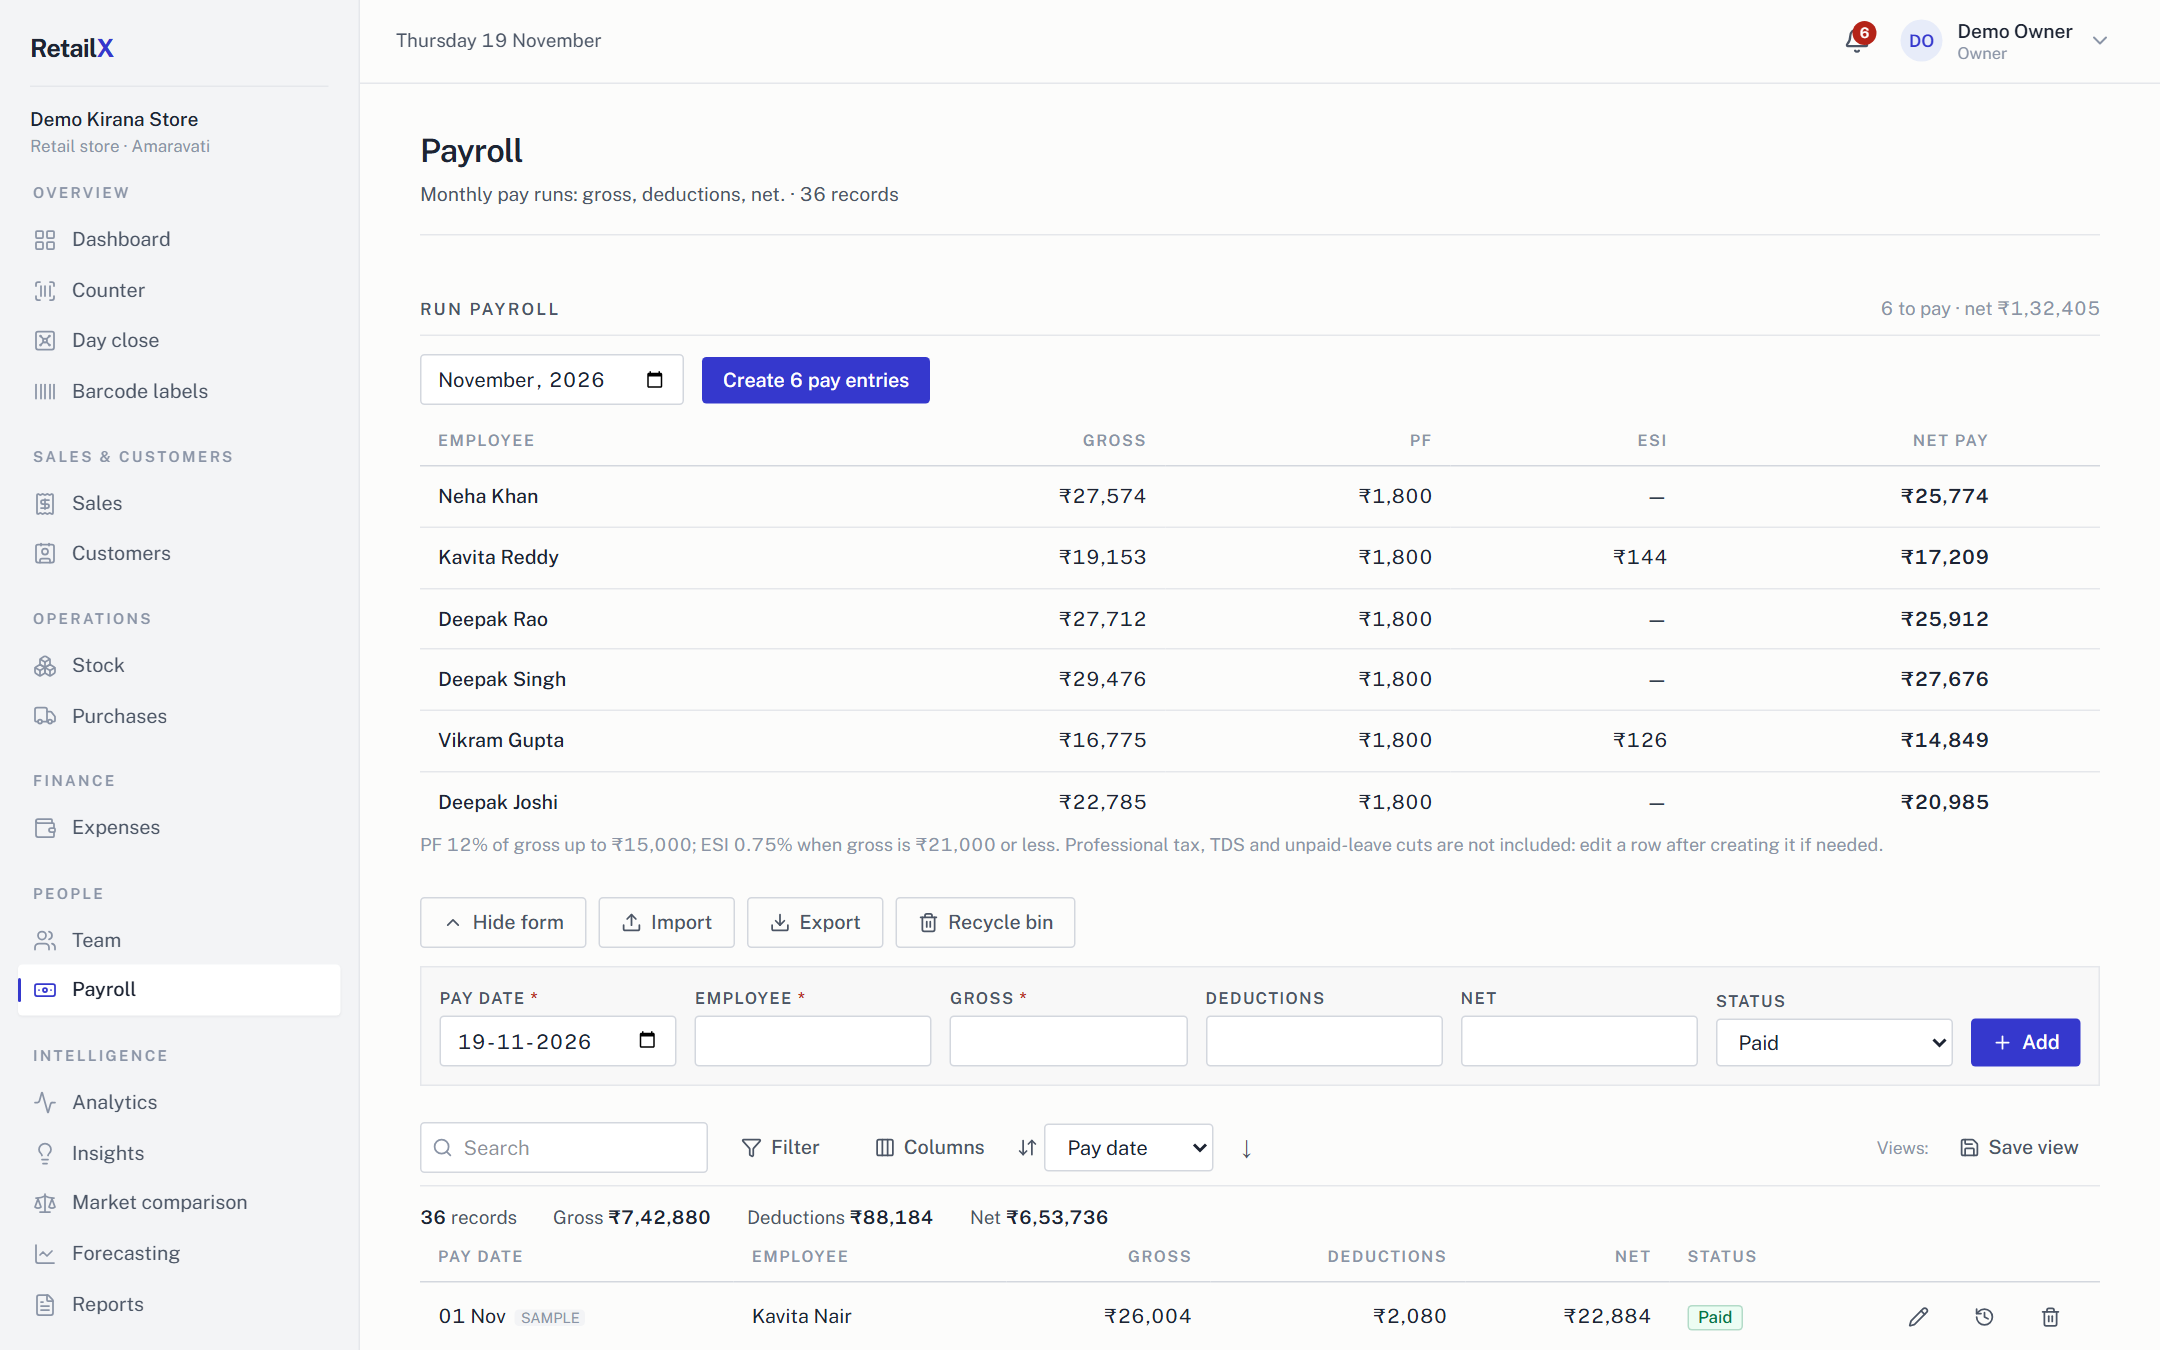 RetailX
Demo Kirana Store
Retail store · Amaravati
OVERVIEW
Dashboard
Counter
Day close
Barcode labels
SALES & CUSTOMERS
Sales
Customers
OPERATIONS
Stock
Purchases
FINANCE
Expenses
PEOPLE
Team
Payroll
INTELLIGENCE
Analytics
Insights
Market comparison
Forecasting
Reports
Thursday 19 November
6
DO
Demo Owner
Owner
Payroll
Monthly pay runs: gross, deductions, net. · 36 records
RUN PAYROLL 6 to pay · net ₹1,32,405
November, 2026 Create 6 pay entries
EMPLOYEE GROSS PF ESI NET PAY
Neha Khan ₹27,574 ₹1,800 — ₹25,774
Kavita Reddy ₹19,153 ₹1,800 ₹144 ₹17,209
Deepak Rao ₹27,712 ₹1,800 — ₹25,912
Deepak Singh ₹29,476 ₹1,800 — ₹27,676
Vikram Gupta ₹16,775 ₹1,800 ₹126 ₹14,849
Deepak Joshi ₹22,785 ₹1,800 — ₹20,985
PF 12% of gross up to ₹15,000; ESI 0.75% when gross is ₹21,000 or less. Professional tax, TDS and unpaid-leave cuts are not included: edit a row after creating it if needed.
Hide form Import Export Recycle bin
PAY DATE * EMPLOYEE * GROSS * DEDUCTIONS NET STATUS
19-11-2026 Paid + Add
Search Filter Columns Pay date Views: Save view
36 records Gross ₹7,42,880 Deductions ₹88,184 Net ₹6,53,736
PAY DATE EMPLOYEE GROSS DEDUCTIONS NET STATUS
01 Nov SAMPLE Kavita Nair ₹26,004 ₹2,080 ₹22,884 Paid